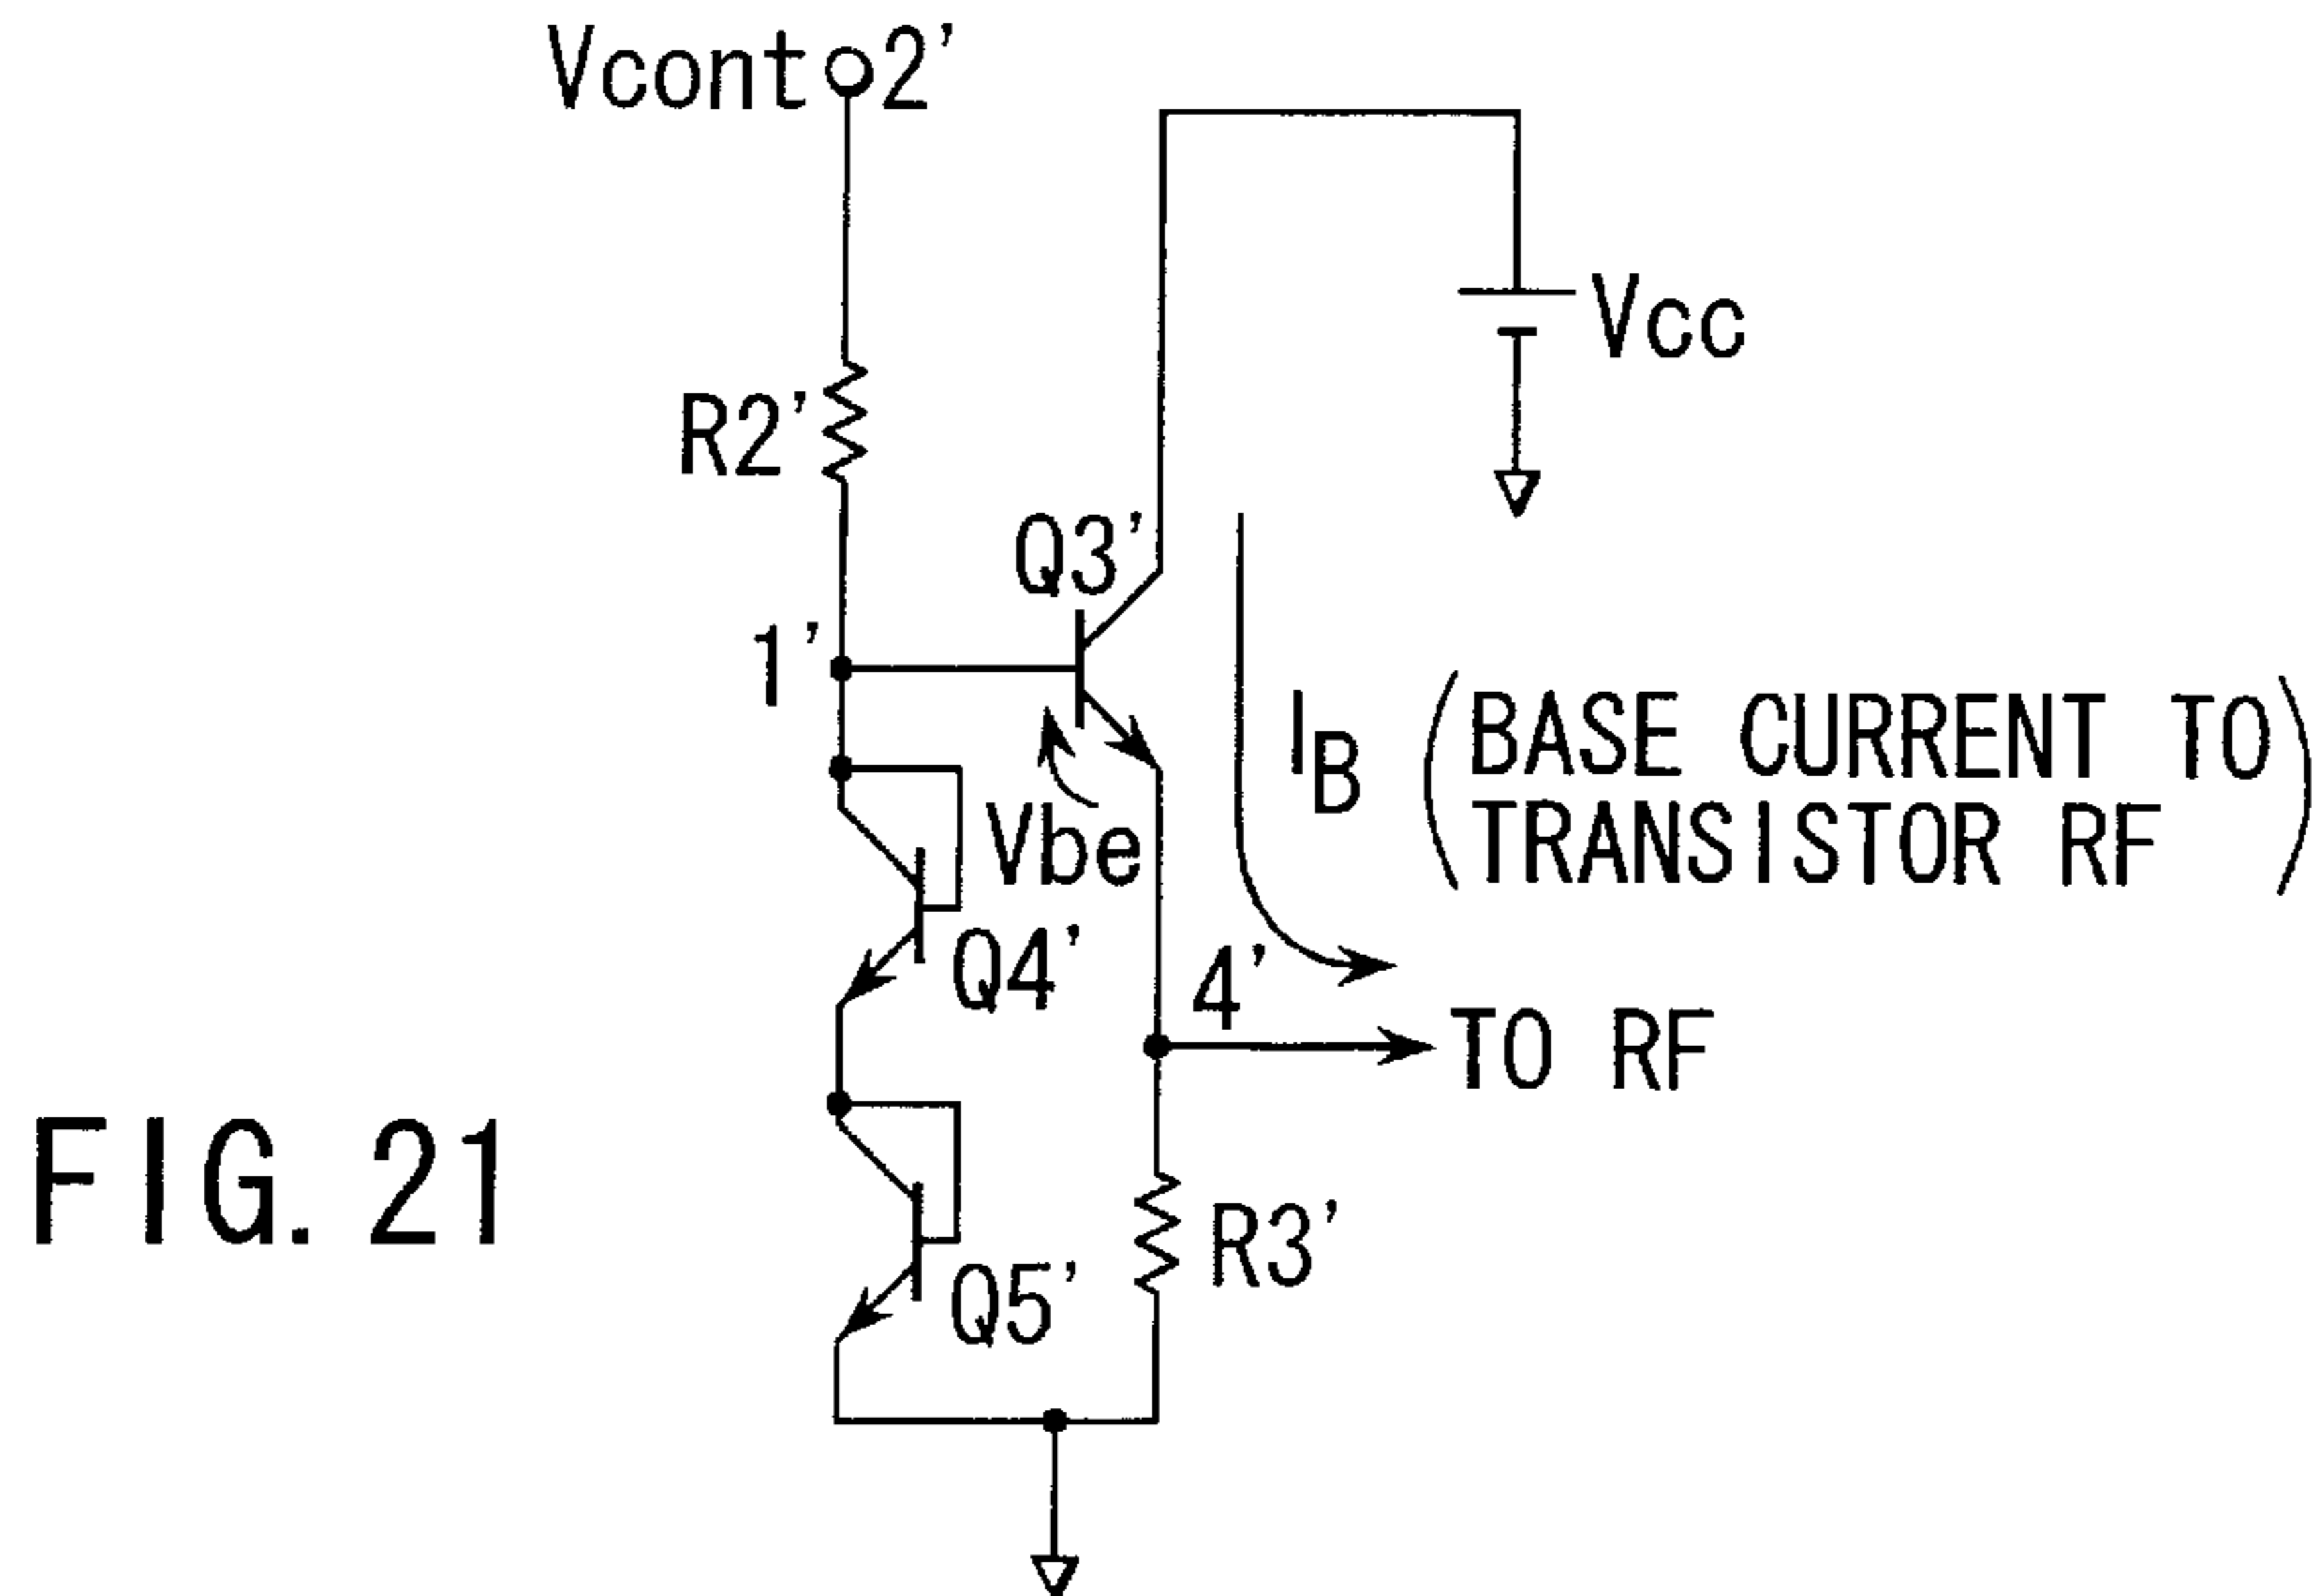 Vcont 2'
Vcc
R2'
Q3'
1'
IB (BASE CURRENT TO
TRANSISTOR RF)
Vbe
Q4'
4'
TO RF
FIG. 21
R3'
Q5'